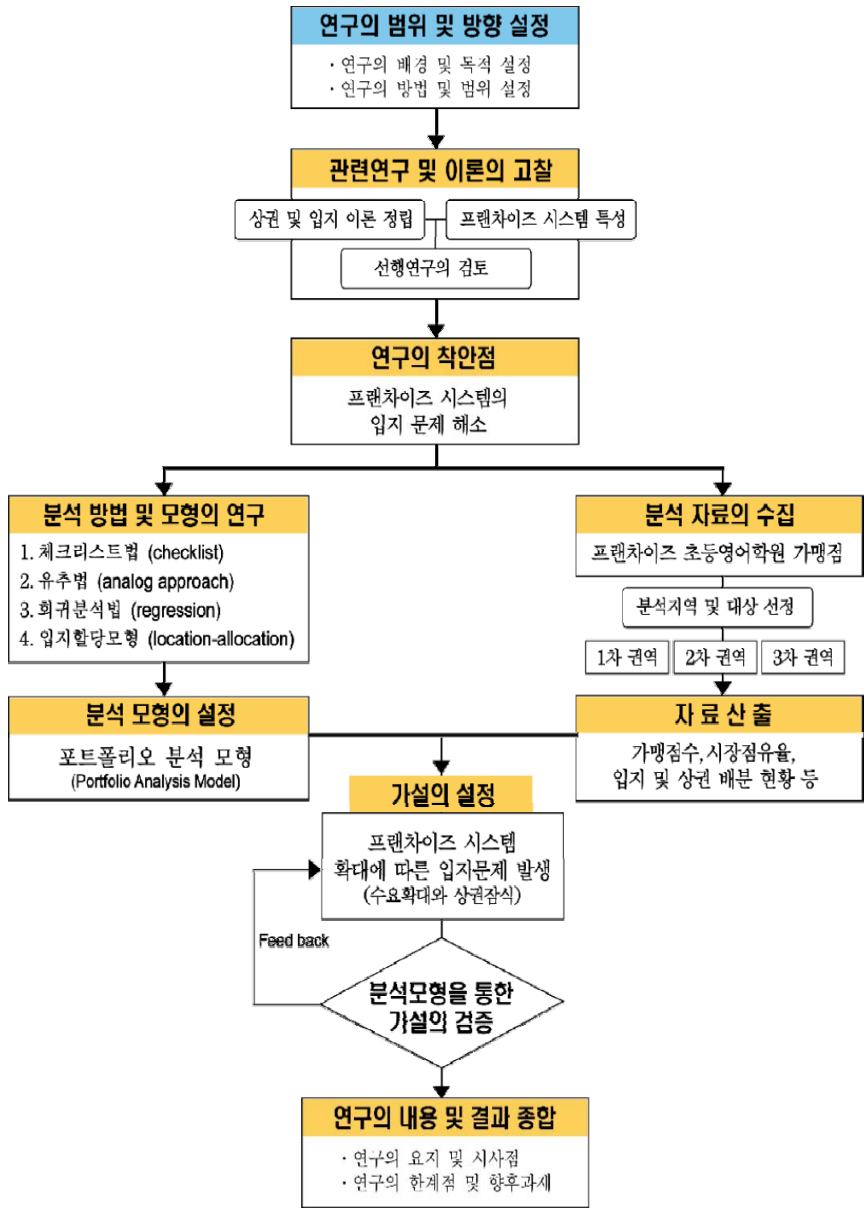 연구의 범위 및 방향 설정
· 연구의 배경 및 목적 설정
· 연구의 방법 및 범위 설정
관련연구 및 이론의 고찰
상권 및 입지 이론 정립
프랜차이즈 시스템 특성
선행연구의 검토
연구의 착안점
프랜차이즈 시스템의
입지 문제 해소
분석 방법 및 모형의 연구
1. 체크리스트법 (checklist)
2. 유추법 (analog approach)
3. 회귀분석법 (regression)
4. 입지할당모형 (location-allocation)
분석 모형의 설정
포트폴리오 분석 모형
(Portfolio Analysis Model)
분석 자료의 수집
프랜차이즈 초등영어학원 가맹점
분석지역 및 대상 선정
1차 권역
2차 권역
3차 권역
자 료 산 출
가맹점수, 시장점유율,
입지 및 상권 배분 현황 등
가설의 설정
프랜차이즈 시스템
확대에 따른 입지문제 발생
(수요확대와 상권잠식)
Feed back
분석모형을 통한
가설의 검증
연구의 내용 및 결과 종합
· 연구의 요지 및 시사점
· 연구의 한계점 및 향후과세